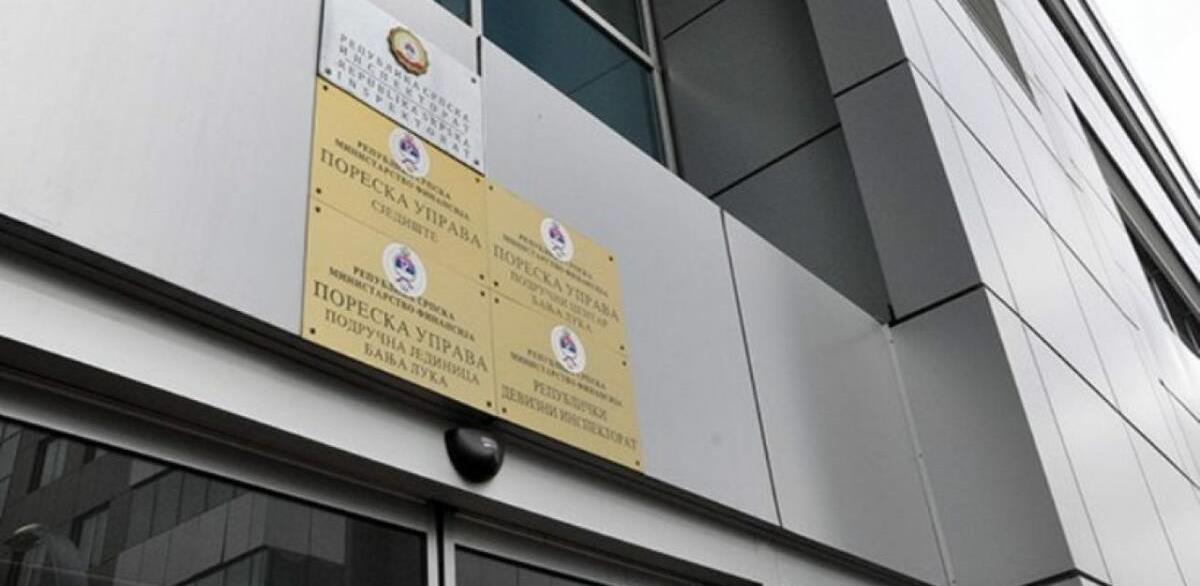 РЕПУБЛИКА СРПСКА
ИНСПЕКТОРАТ
REPUBLIKA SRPSKA
INSPEKTORAT
РЕПУБЛИКА СРПСКА
МИНИСТАРСТВО ФИНАНСИЈА
ПОРЕСКА УПРАВА
СЈЕДИШТЕ
РЕПУБЛИКА СРПСКА
МИНИСТАРСТВО ФИНАНСИЈА
ПОРЕСКА УПРАВА
ПОДРУЧНИ ЦЕНТАР
БАЊА ЛУКА
РЕПУБЛИКА СРПСКА
МИНИСТАРСТВО ФИНАНСИЈА
ПОРЕСКА УПРАВА
ПОДРУЧНА ЈЕДИНИЦА
БАЊА ЛУКА
РЕПУБЛИКА СРПСКА
МИНИСТАРСТВО ФИНАНСИЈА
РЕПУБЛИЧКИ
ДЕВИЗНИ ИНСПЕКТОРАТ